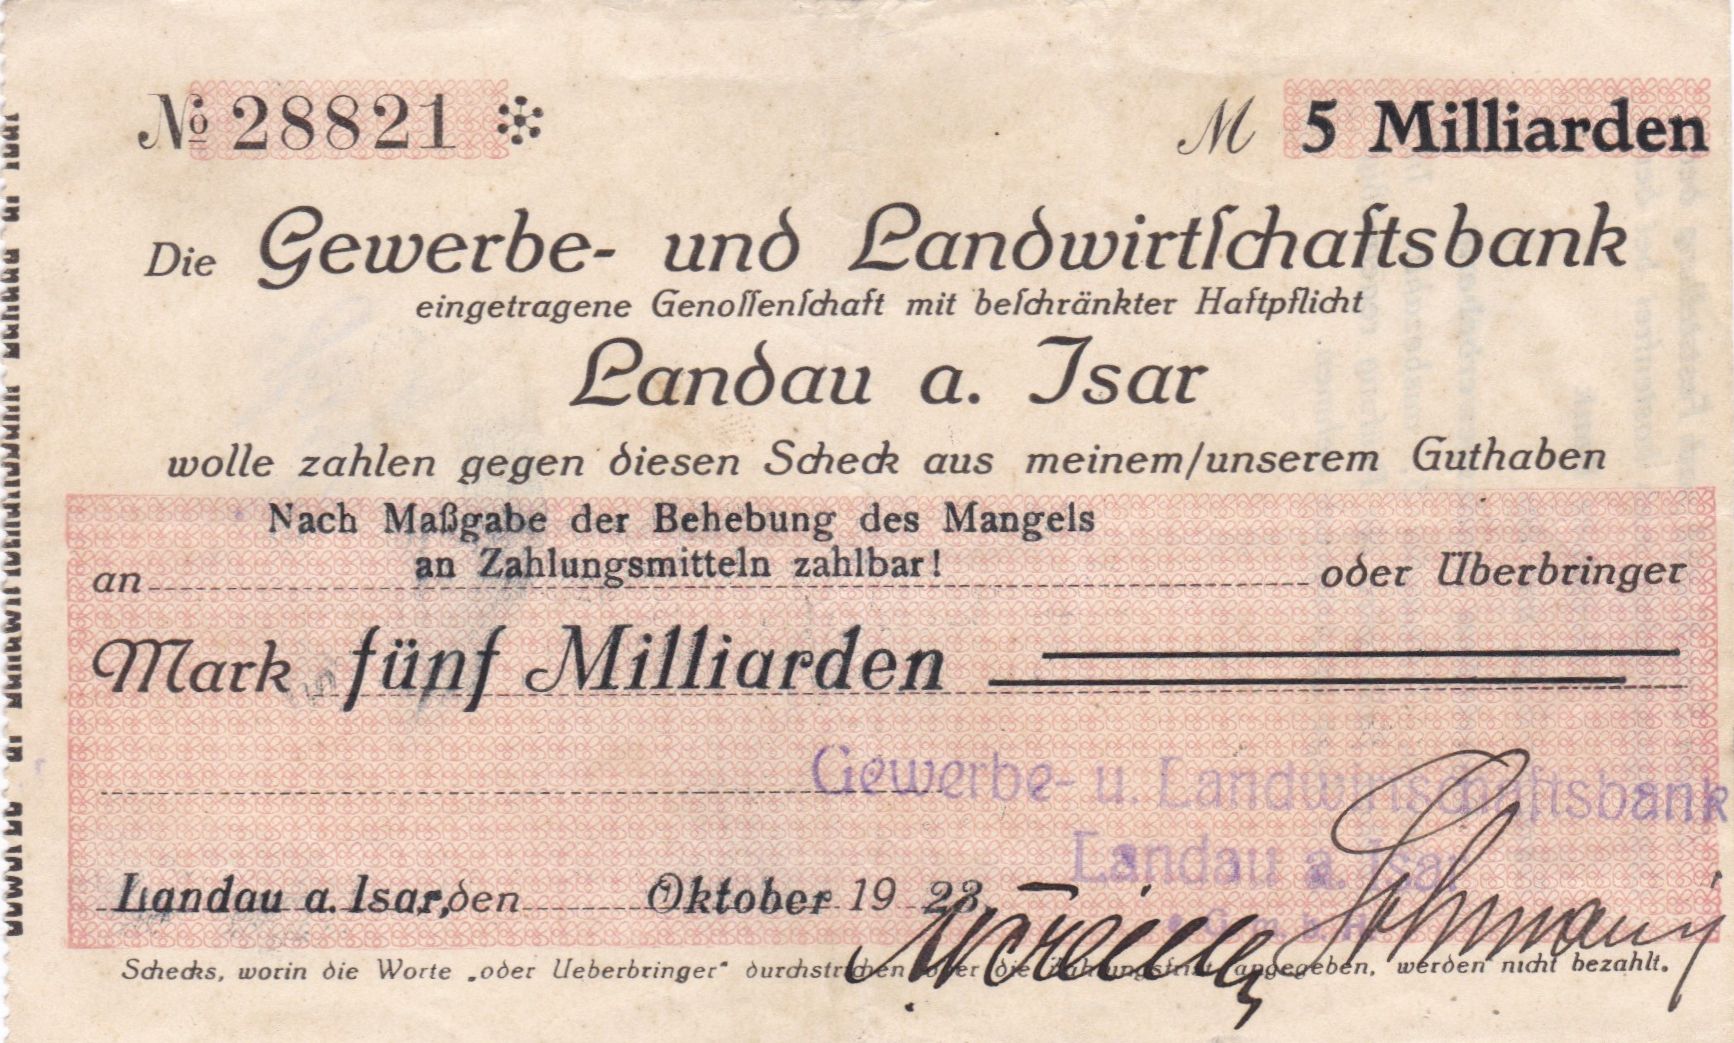 № 28821
M 5 Milliarden
Die Gewerbe- und Landwirtſchaftsbank
eingetragene Genoſſenſchaft mit beſchränkter Haftpflicht
Landau a. Isar
wolle zahlen gegen diesen Scheck aus meinem/unserem Guthaben
Nach Maßgabe der Behebung des Mangels
an Zahlungsmitteln zahlbar!
an oder Überbringer
Mark fünf Milliarden
Gewerbe- u. Landwirtschaftsbank
Landau a. Isar
Landau a. Isar, den Oktober 1923.
Schecks, worin die Worte „oder Ueberbringer“ durchstrichen oder die Zahlungsfrist angegeben, werden nicht bezahlt.